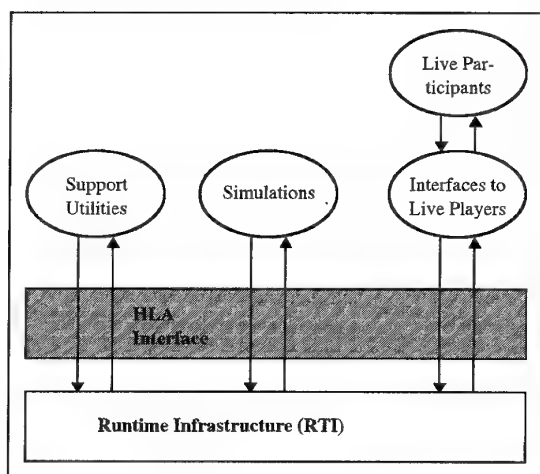 Live Par-
ticipants
Support
Utilities
Simulations
Interfaces to
Live Players
HLA
Interface
Runtime Infrastructure (RTI)